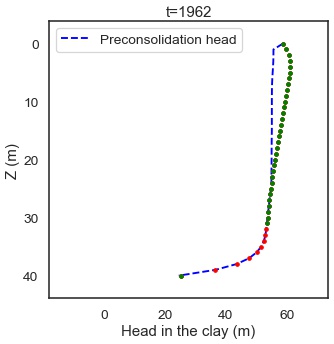 t=1962
Preconsolidation head
0
10
20
30
40
Z (m)
0 20 40 60
Head in the clay (m)